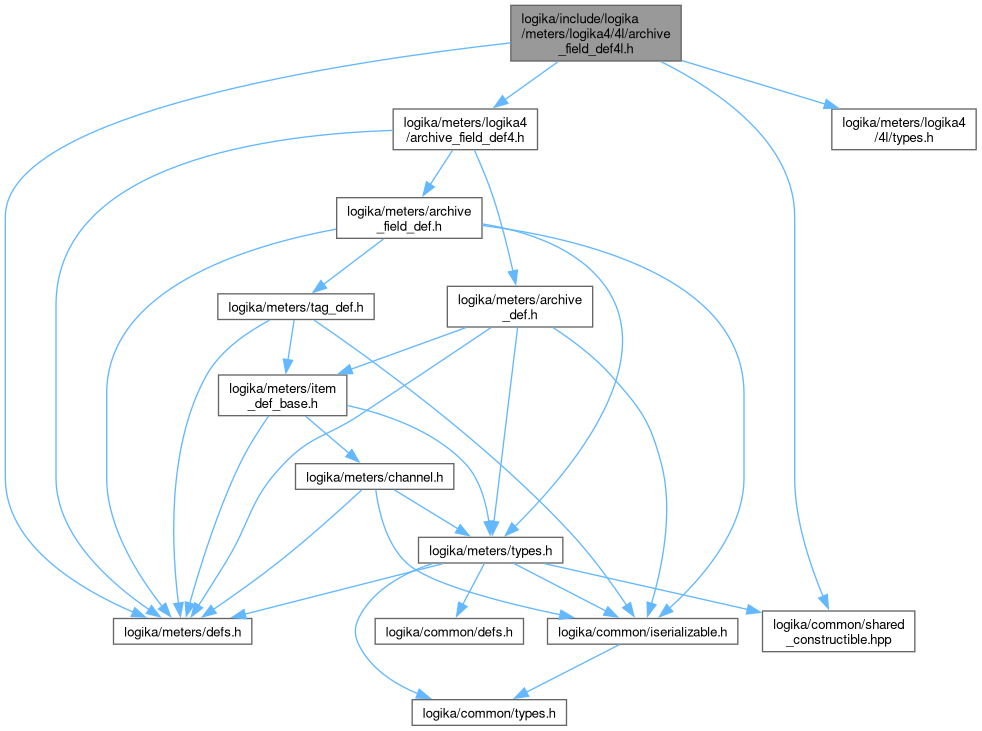 logika/include/logika
/meters/logika4/4l/archive
_field_def4l.h
logika/meters/logika4
/archive_field_def4.h
logika/meters/logika4
/4l/types.h
logika/meters/archive
_field_def.h
logika/meters/tag_def.h
logika/meters/archive
_def.h
logika/meters/item
_def_base.h
logika/meters/channel.h
logika/meters/types.h
logika/meters/defs.h
logika/common/defs.h
logika/common/iserializable.h
logika/common/shared
_constructible.hpp
logika/common/types.h